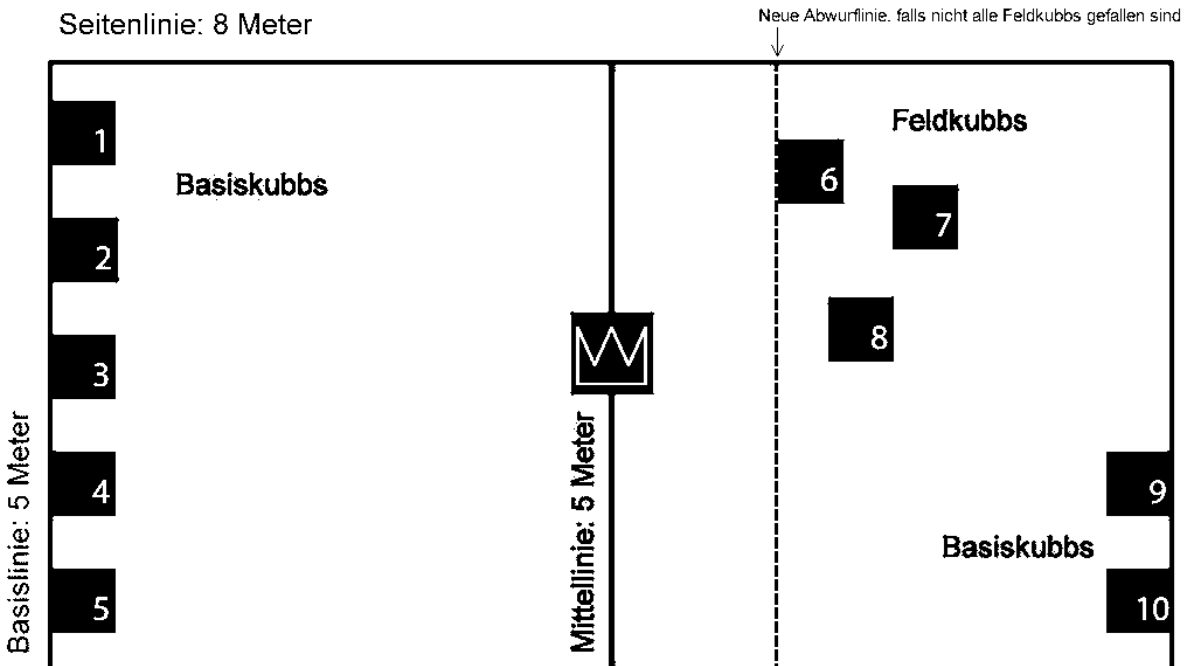 Seitenlinie: 8 Meter
Neue Abwurflinie. falls nicht alle Feldkubbs gefallen sind
1
Feldkubbs
6
Basiskubbs
7
2
8
3
Basislinie: 5 Meter
Mittellinie: 5 Meter
4
9
Basiskubbs
5
10